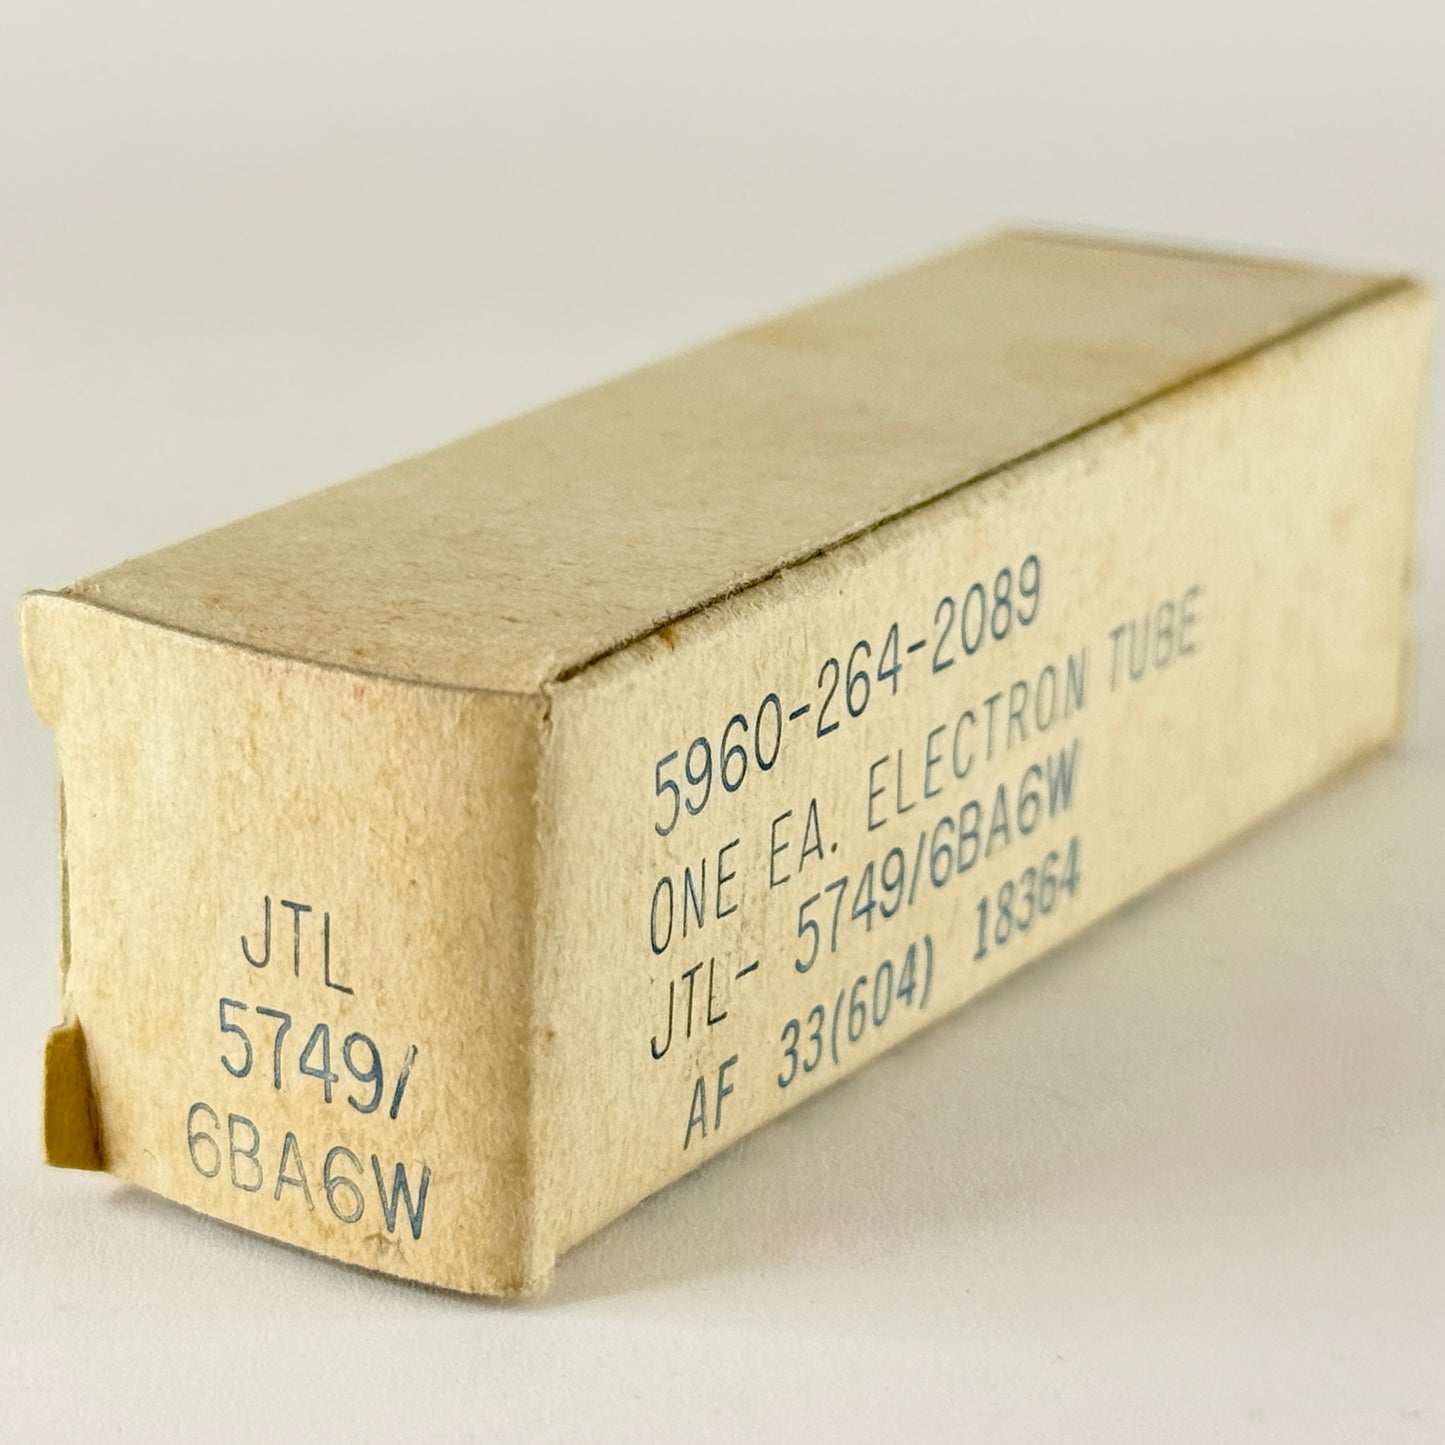 JTL
5749/
6BA6W
5960-264-2089
ONE EA. ELECTRON TUBE
JTL- 5749/6BA6W
AF 33(604) 18364